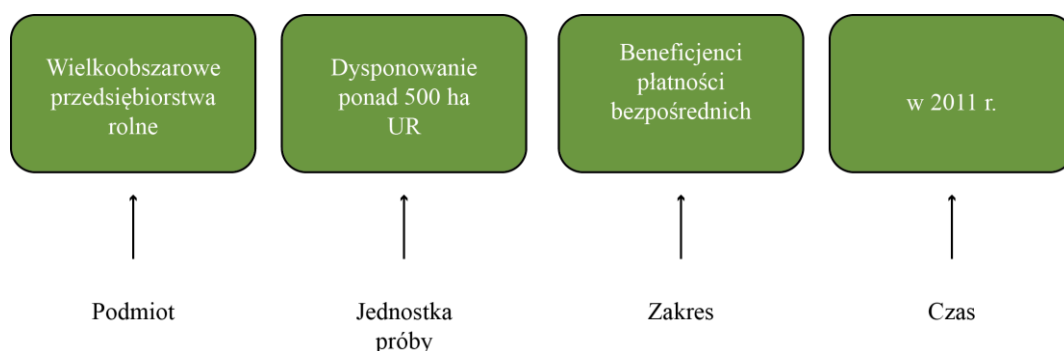 Wielkoobszarowe
przedsiębiorstwa
rolne
Dysponowanie
ponad 500 ha
UR
Beneficjenci
płatności
bezpośrednich
w 2011 r.
Podmiot
Jednostka
próby
Zakres
Czas